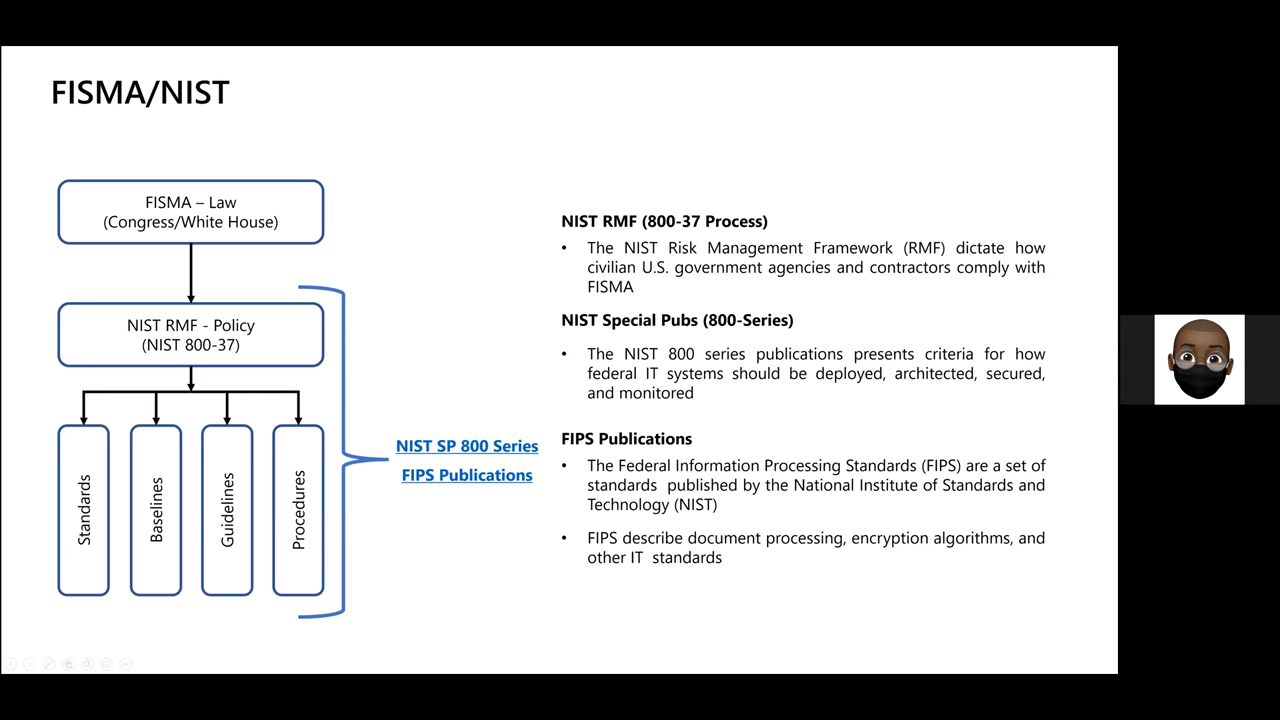 FISMA/NIST
FISMA – Law
(Congress/White House)
NIST RMF - Policy
(NIST 800-37)
Standards
Baselines
Guidelines
Procedures
NIST SP 800 Series
FIPS Publications
NIST RMF (800-37 Process)
• The NIST Risk Management Framework (RMF) dictate how
civilian U.S. government agencies and contractors comply with
FISMA
NIST Special Pubs (800-Series)
• The NIST 800 series publications presents criteria for how
federal IT systems should be deployed, architected, secured,
and monitored
FIPS Publications
• The Federal Information Processing Standards (FIPS) are a set of
standards published by the National Institute of Standards and
Technology (NIST)
• FIPS describe document processing, encryption algorithms, and
other IT standards